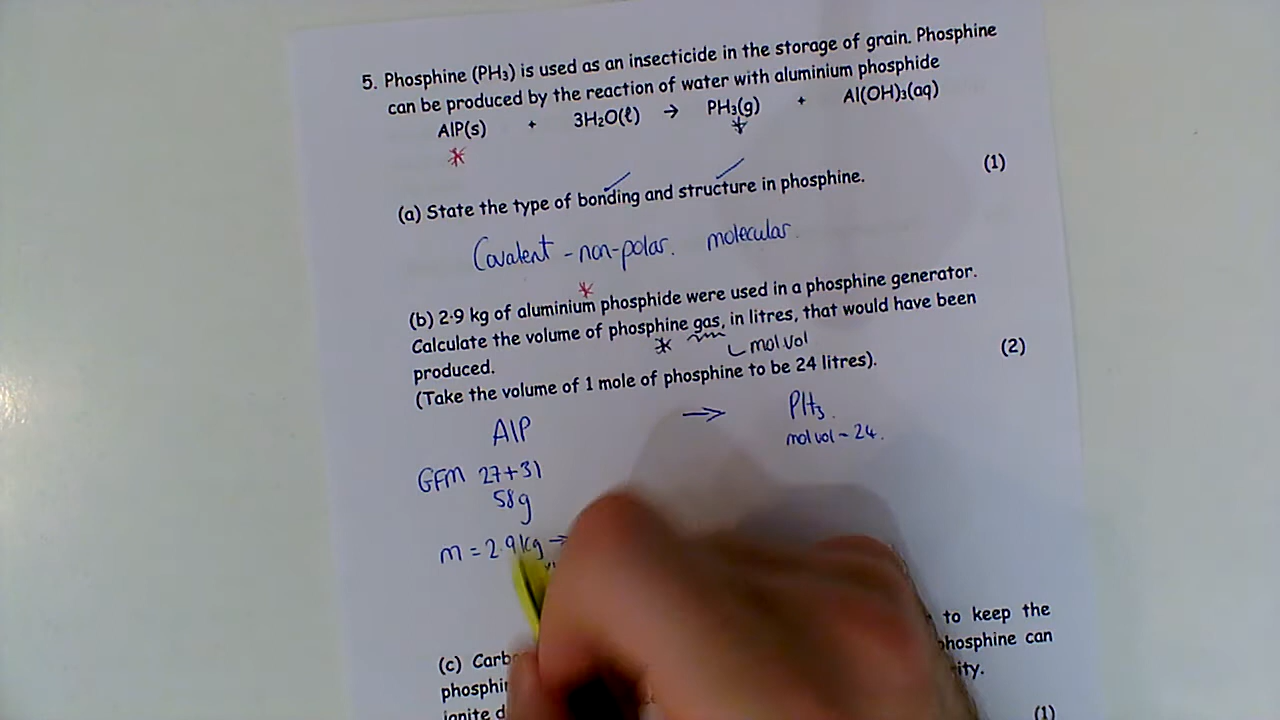 5. Phosphine (PH₃) is used as an insecticide in the storage of grain. Phosphine
can be produced by the reaction of water with aluminium phosphide
AlP(s) + 3H₂O(ℓ) → PH₃(g) + Al(OH)₃(aq)
(a) State the type of bonding and structure in phosphine. (1)
Covalent - non-polar. molecular.
(b) 2·9 kg of aluminium phosphide were used in a phosphine generator.
Calculate the volume of phosphine gas, in litres, that would have been
mol vol
produced. (2)
(Take the volume of 1 mole of phosphine to be 24 litres).
AlP → PH₃.
mol vol = 24.
GFM 27+31
58g
m = 2.9kg →
to keep the
(c) Carb
phosphine can
phosphi
ity.
ignite d (1)